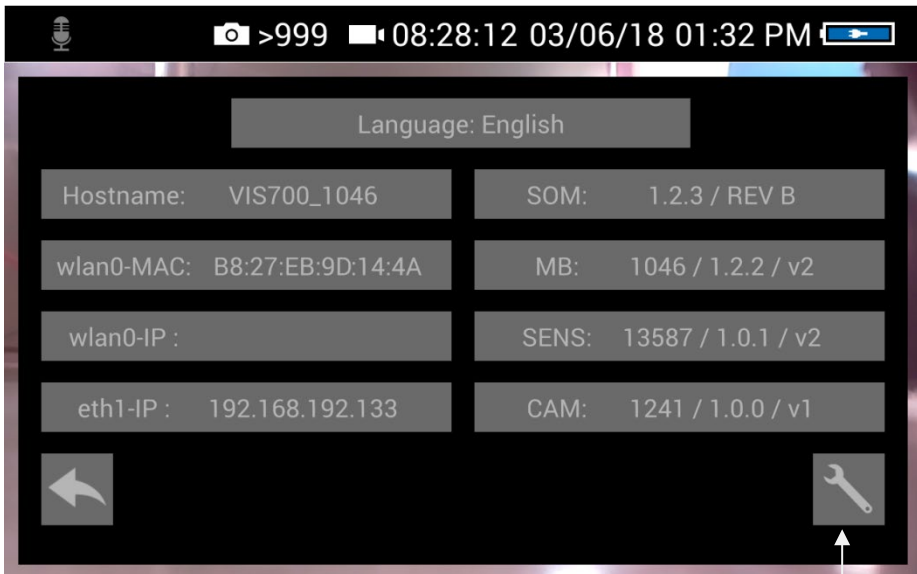 >999 08:28:12 03/06/18 01:32 PM
Language: English
Hostname: VIS700_1046
SOM: 1.2.3 / REV B
wlan0-MAC: B8:27:EB:9D:14:4A
MB: 1046 / 1.2.2 / v2
wlan0-IP :
SENS: 13587 / 1.0.1 / v2
eth1-IP : 192.168.192.133
CAM: 1241 / 1.0.0 / v1